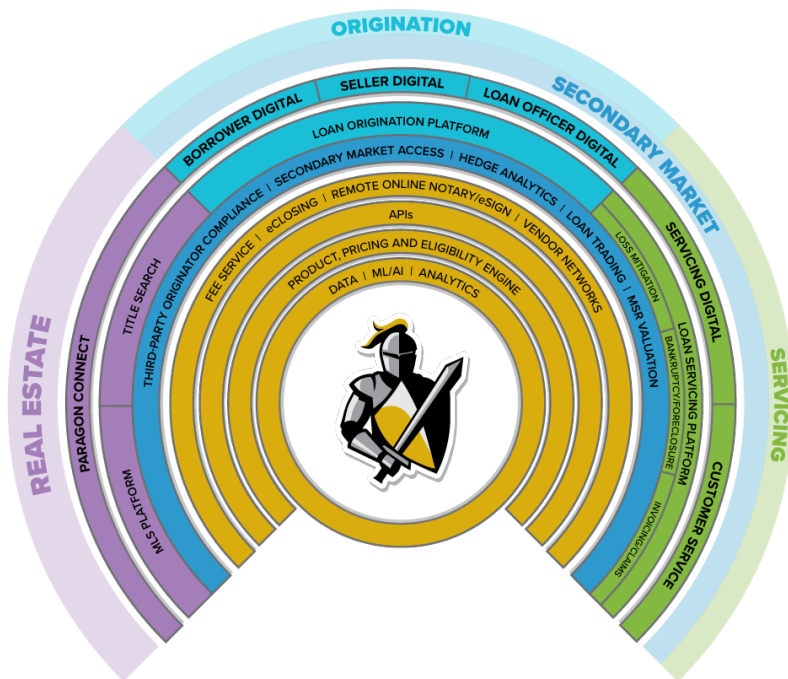 ORIGINATION
SECONDARY MARKET
REAL ESTATE
SERVICING
BORROWER DIGITAL
SELLER DIGITAL
LOAN OFFICER DIGITAL
PARAGON CONNECT
SERVICING DIGITAL
CUSTOMER SERVICE
LOAN ORIGINATION PLATFORM
TITLE SEARCH
MLS PLATFORM
LOAN SERVICING PLATFORM
LOSS MITIGATION
BANKRUPTCY/FORECLOSURE
INVOICING/CLAIMS
THIRD-PARTY ORIGINATOR COMPLIANCE | SECONDARY MARKET ACCESS | HEDGE ANALYTICS | LOAN TRADING | MSR VALUATION
FEE SERVICE | eCLOSING | REMOTE ONLINE NOTARY/eSIGN | VENDOR NETWORKS
APIs
PRODUCT, PRICING AND ELIGIBILITY ENGINE
DATA | ML/AI | ANALYTICS